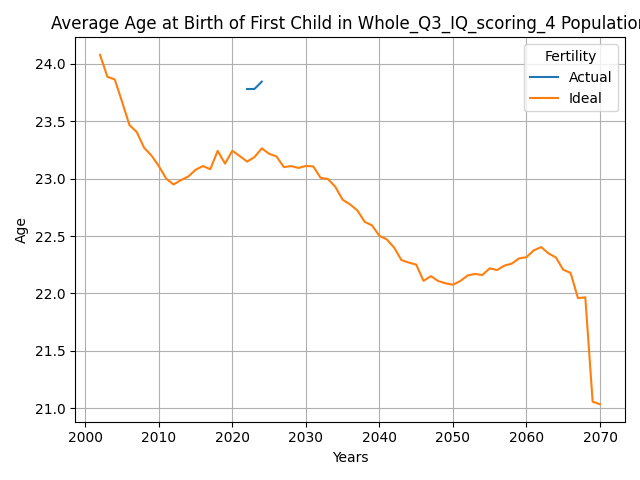 Average Age at Birth of First Child in Whole_Q3_IQ_scoring_4 Population
Fertility
Actual
Ideal
24.0
23.5
23.0
22.5
22.0
21.5
21.0
Age
2000 2010 2020 2030 2040 2050 2060 2070
Years